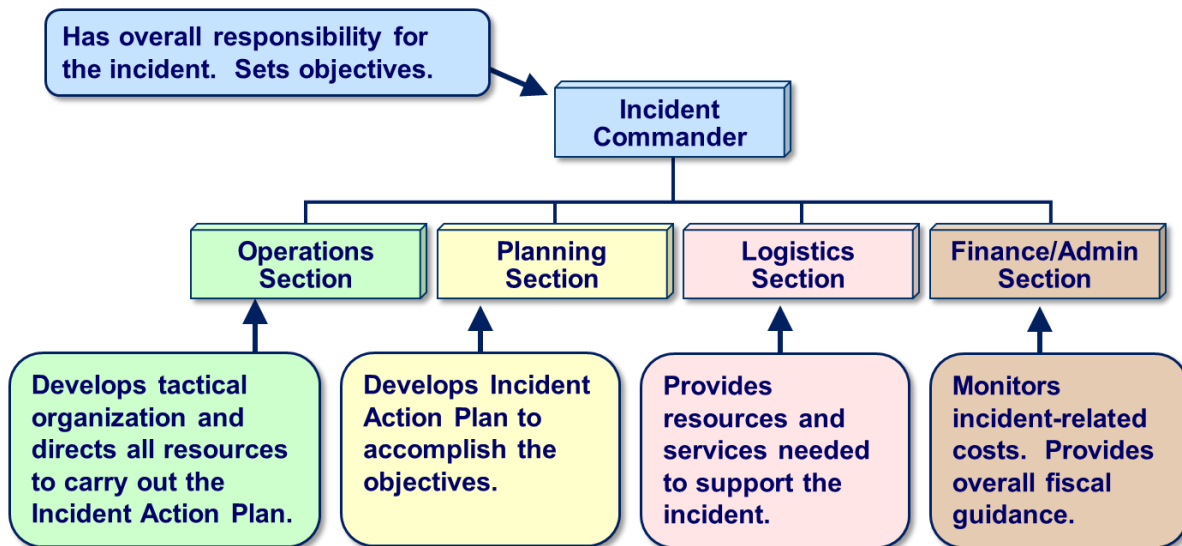 Has overall responsibility for
the incident.  Sets objectives.
Incident
Commander
Operations
Section
Planning
Section
Logistics
Section
Finance/Admin
Section
Develops tactical
organization and
directs all resources
to carry out the
Incident Action Plan.
Develops Incident
Action Plan to
accomplish the
objectives.
Provides
resources and
services needed
to support the
incident.
Monitors
incident-related
costs.  Provides
overall fiscal
guidance.